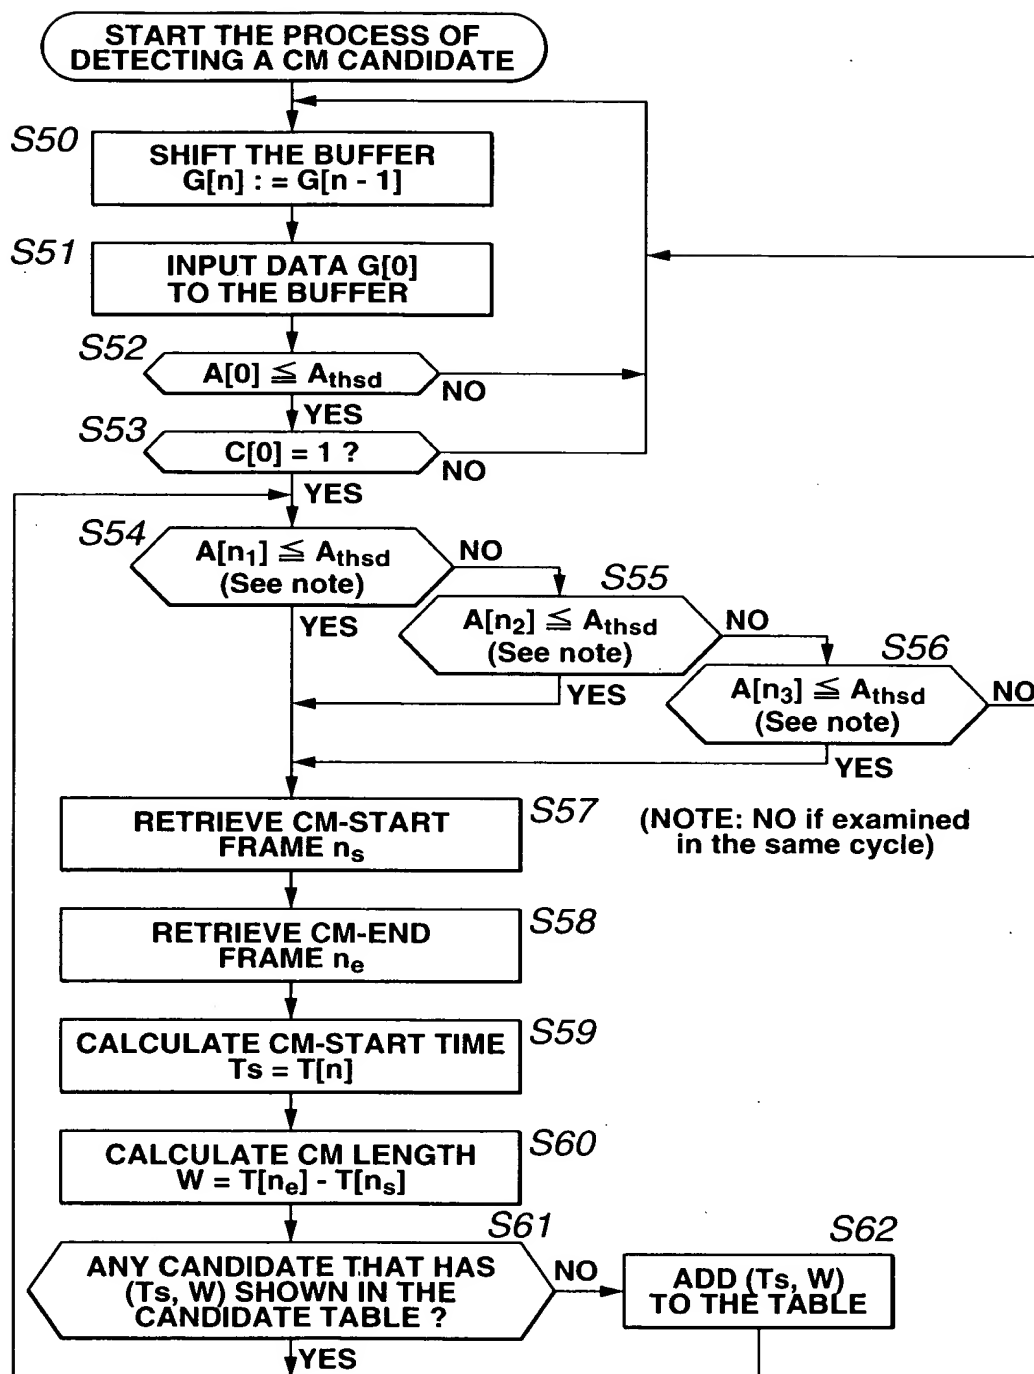 START THE PROCESS OF
DETECTING A CM CANDIDATE
S50
SHIFT THE BUFFER
G[n] : = G[n - 1]
S51
INPUT DATA G[0]
TO THE BUFFER
S52
A[0] ≦ Athsd
NO
YES
S53
C[0] = 1 ?
NO
YES
S54
A[n1] ≦ Athsd
(See note)
NO
YES
S55
A[n2] ≦ Athsd
(See note)
NO
YES
S56
A[n3] ≦ Athsd
(See note)
NO
YES
S57
RETRIEVE CM-START
FRAME ns
(NOTE: NO if examined
in the same cycle)
S58
RETRIEVE CM-END
FRAME ne
S59
CALCULATE CM-START TIME
Ts = T[n]
S60
CALCULATE CM LENGTH
W = T[ne] - T[ns]
S61
ANY CANDIDATE THAT HAS
(Ts, W) SHOWN IN THE
CANDIDATE TABLE ?
NO
YES
S62
ADD (Ts, W)
TO THE TABLE